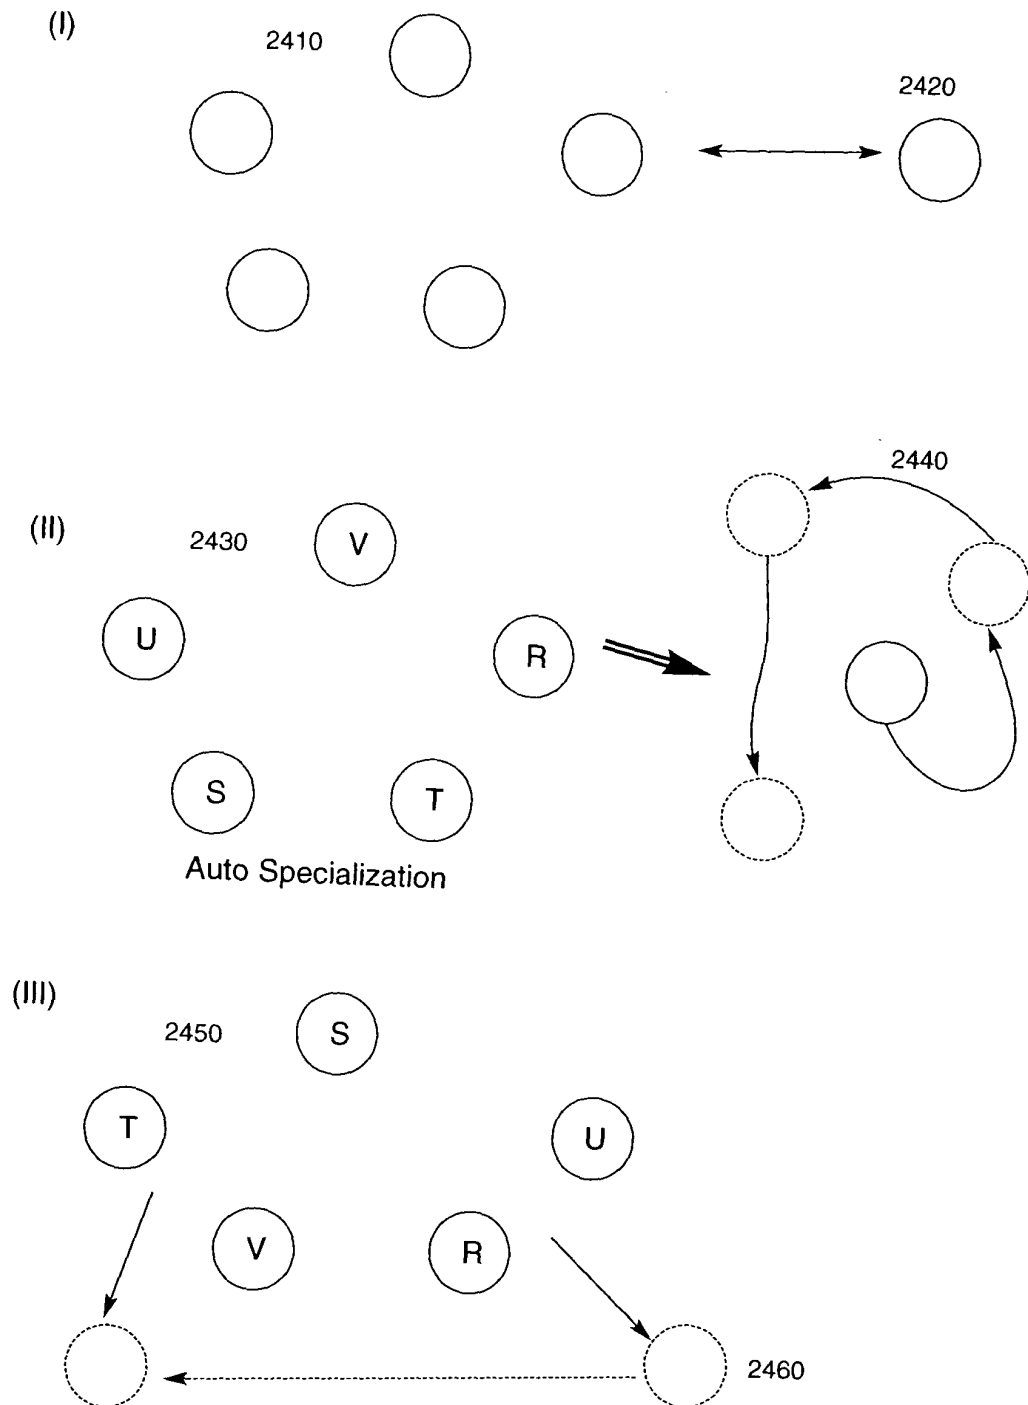 (I)
2410
2420
2440
(II)
2430
V
U
R
S
T
Auto Specialization
(III)
2450
S
T
U
V
R
2460